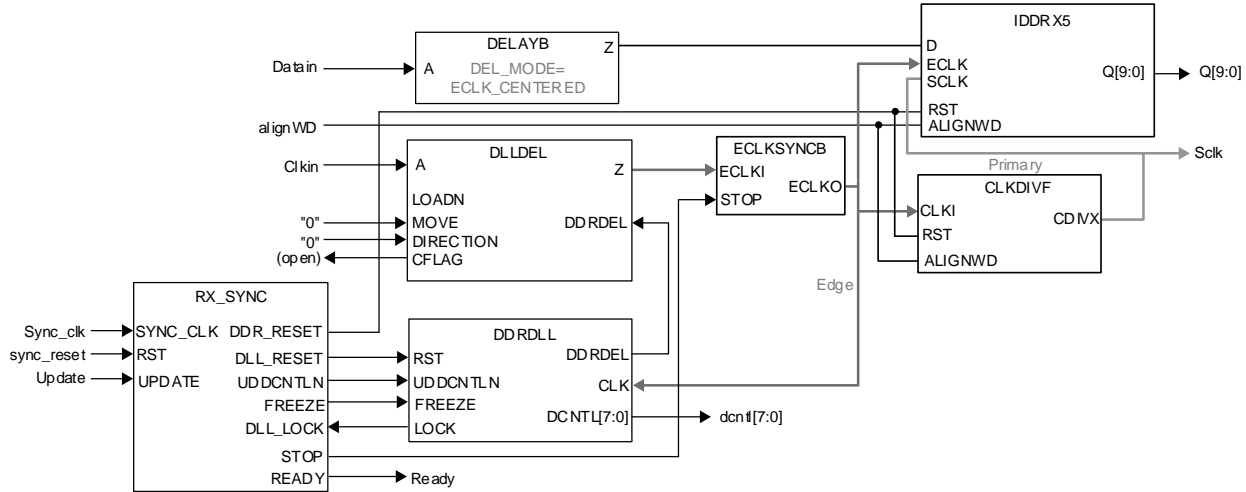 IDDRX5
DELAYB
Z
D
Datain
A
DEL_MODE=
ECLK_CENTERED
ECLK
SCLK
Q[9:0]
Q[9:0]
RST
alignWD
ALIGNWD
DLLDEL
ECLKSYNCB
Clkin
A
Z
ECLKI
ECLKO
STOP
Primary
Sclk
CLKDIVF
LOADN
"0"
MOVE
DDRDEL
CLKI
CDIVX
"0"
DIRECTION
RST
(open)
CFLAG
ALIGNWD
Edge
RX_SYNC
Sync_clk
SYNC_CLK
DDR_RESET
DDRDLL
sync_reset
RST
DLL_RESET
RST
DDRDEL
Update
UPDATE
UDDCNTLN
UDDCNTLN
CLK
FREEZE
FREEZE
DLL_LOCK
LOCK
DCNTL[7:0]
dcntl[7:0]
STOP
READY
Ready